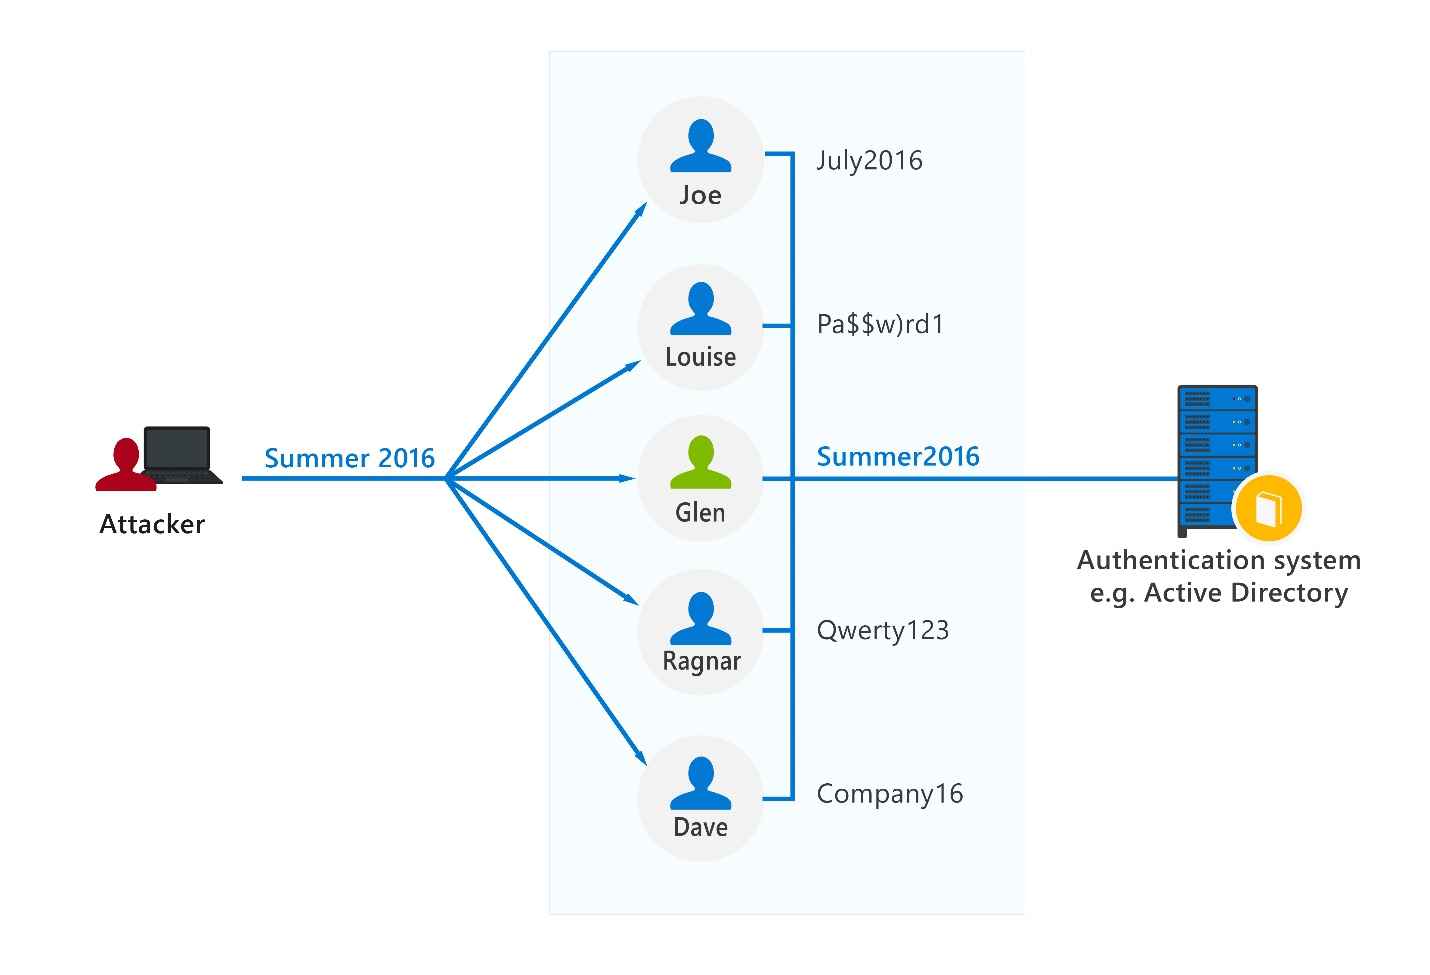 Joe
July2016
Louise
Pa$$w)rd1
Attacker
Summer 2016
Glen
Summer2016
Authentication system
e.g. Active Directory
Ragnar
Qwerty123
Dave
Company16